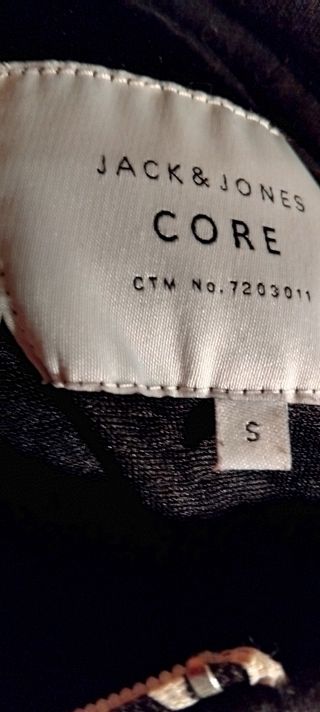 JACK&JONES
CORE
CTM No. 7203011
S